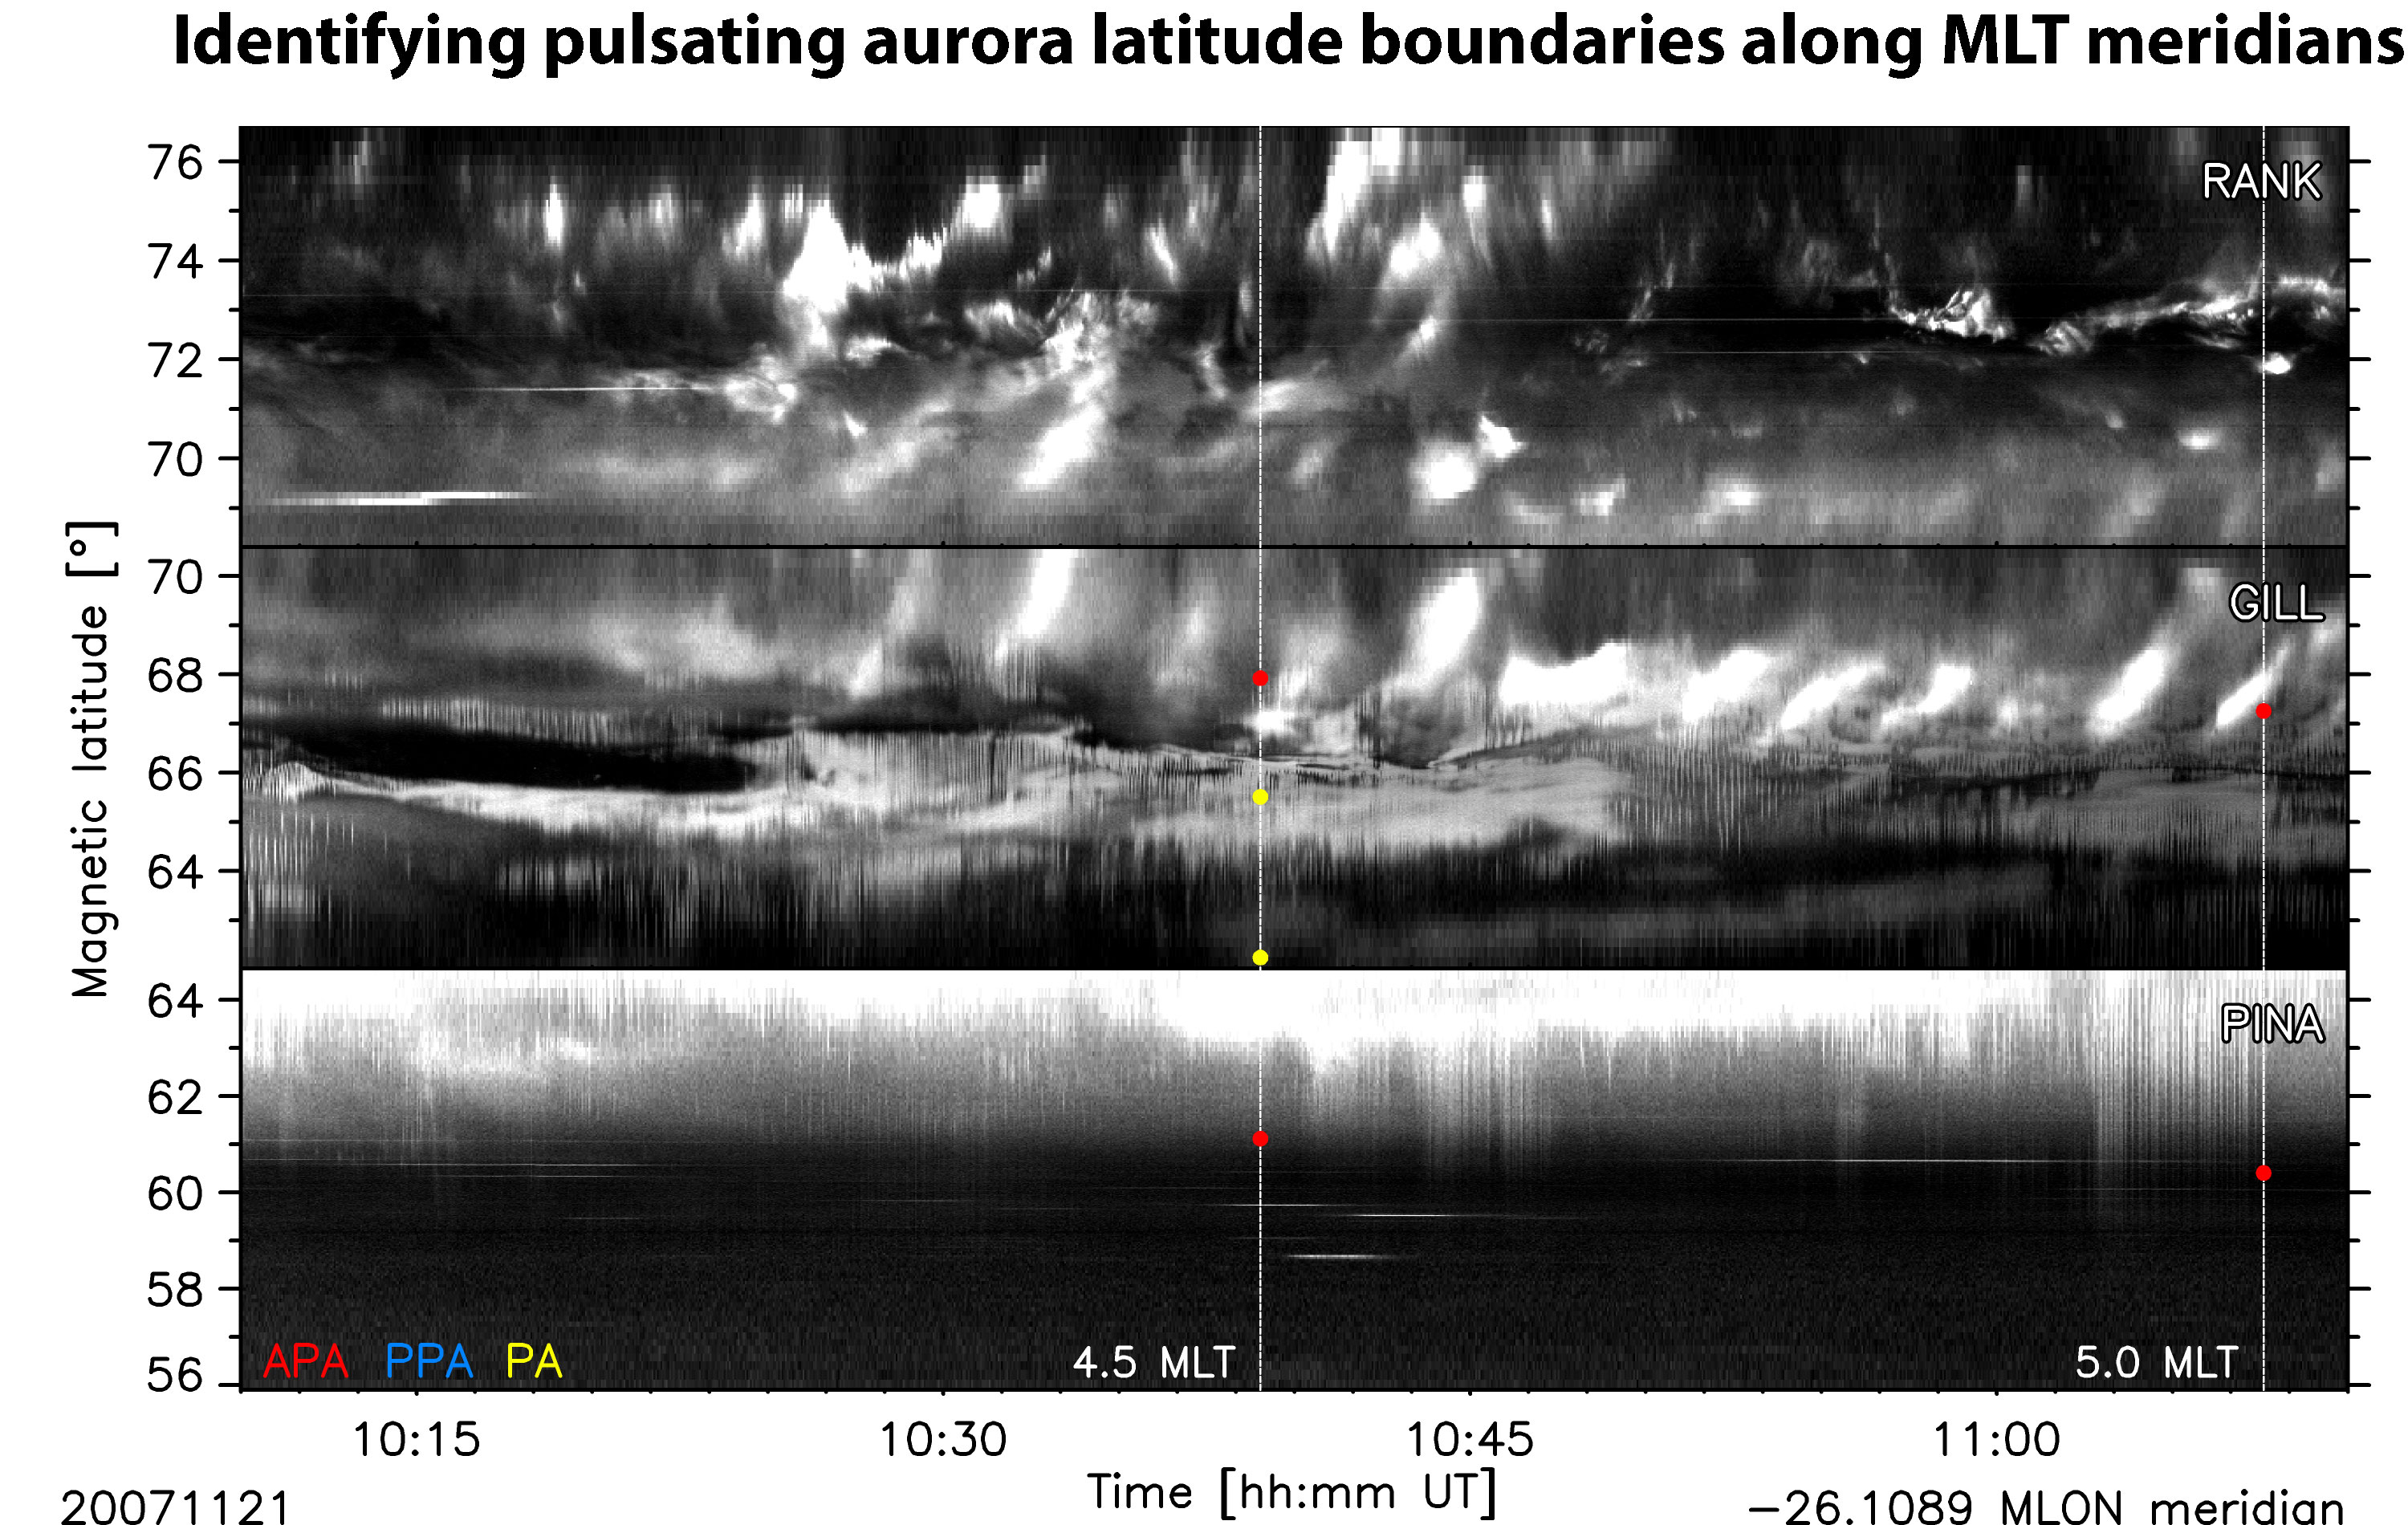 Identifying pulsating aurora latitude boundaries along MLT meridians
Magnetic latitude [°]
76
74
72
70
RANK
70
68
66
64
GILL
64
62
60
58
56
PINA
APA PPA PA
4.5 MLT
5.0 MLT
10:15 10:30 10:45 11:00
Time [hh:mm UT]
20071121
−26.1089 MLON meridian